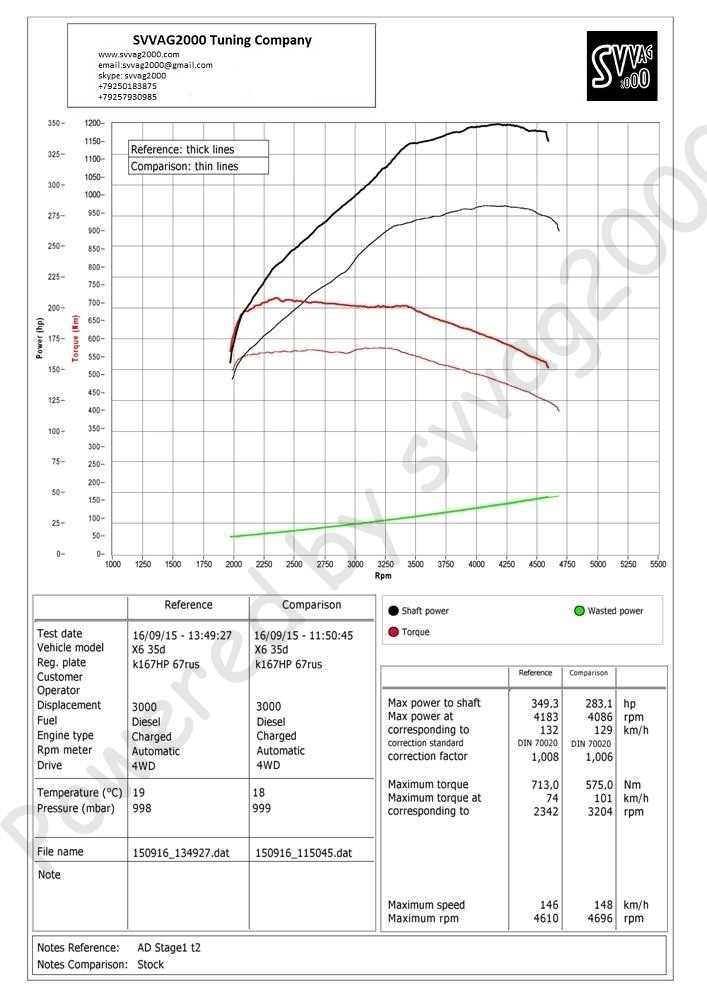 SVVAG2000 Tuning Company
www.svvag2000.com
email:svvag2000@gmail.com
skype: svvag2000
+79250183875
+79257930985
SVVAG
2000
Reference: thick lines
Comparison: thin lines
350-
325-
300-
275-
250-
225-
200-
175-
150-
125-
100-
75-
50-
25-
0-
Power (hp)
1200
1150
1100
1050
1000
950
900
850
800
750
700
650
600
550
500
450
400
350
300
250
200
150
100
50
0
Torque (Nm)
1000 1250 1500 1750 2000 2250 2500 2750 3000 3250 3500 3750 4000 4250 4500 4750 5000 5250 5500
Rpm
Powered by svvag2000
Reference Comparison
Test date 16/09/15 - 13:49:27 16/09/15 - 11:50:45
Vehicle model X6 35d X6 35d
Reg. plate k167HP 67rus k167HP 67rus
Customer
Operator
Displacement 3000 3000
Fuel Diesel Diesel
Engine type Charged Charged
Rpm meter Automatic Automatic
Drive 4WD 4WD
Temperature (°C) 19 18
Pressure (mbar) 998 999
File name 150916_134927.dat 150916_115045.dat
Note
Shaft power Wasted power
Torque
Reference Comparison
Max power to shaft 349.3 283.1 hp
Max power at 4183 4086 rpm
corresponding to 132 129 km/h
correction standard DIN 70020 DIN 70020
correction factor 1,008 1,006
Maximum torque 713,0 575,0 Nm
Maximum torque at 74 101 km/h
corresponding to 2342 3204 rpm
Maximum speed 146 148 km/h
Maximum rpm 4610 4696 rpm
Notes Reference: AD Stage1 t2
Notes Comparison: Stock